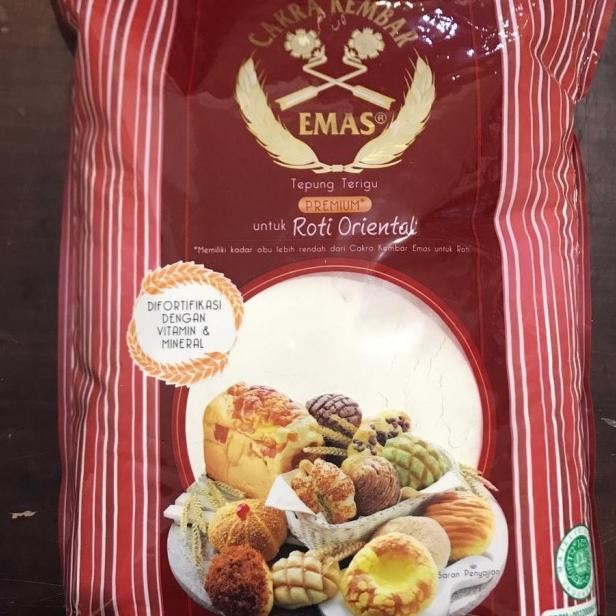 CAKRA KEMBAR
EMAS®
Tepung Terigu
PREMIUM*
untuk Roti Oriental
*Memiliki kadar abu lebih rendah dari Cakra Kembar Emas untuk Roti
DIFORTIFIKASI
DENGAN
VITAMIN &
MINERAL
Saran Penyajian